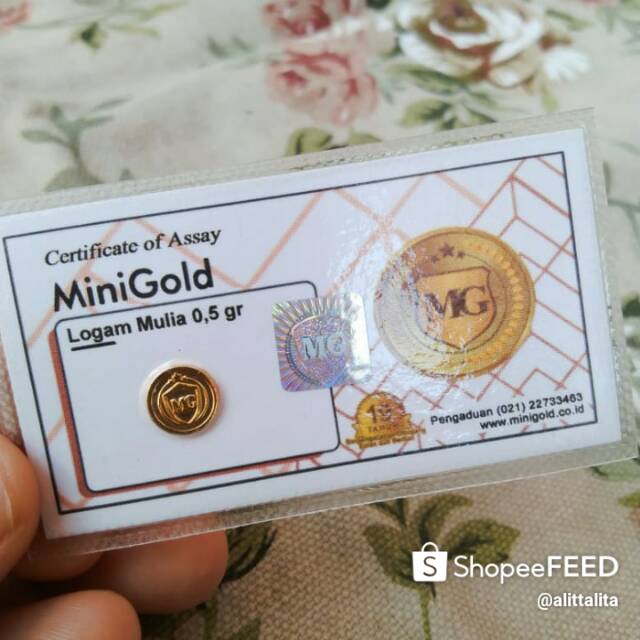 Certificate of Assay
MiniGold
Logam Mulia 0,5 gr
MG
MG
MG
Pengaduan (021) 22733463
www.minigold.co.id
ShopeeFEED
@alittalita